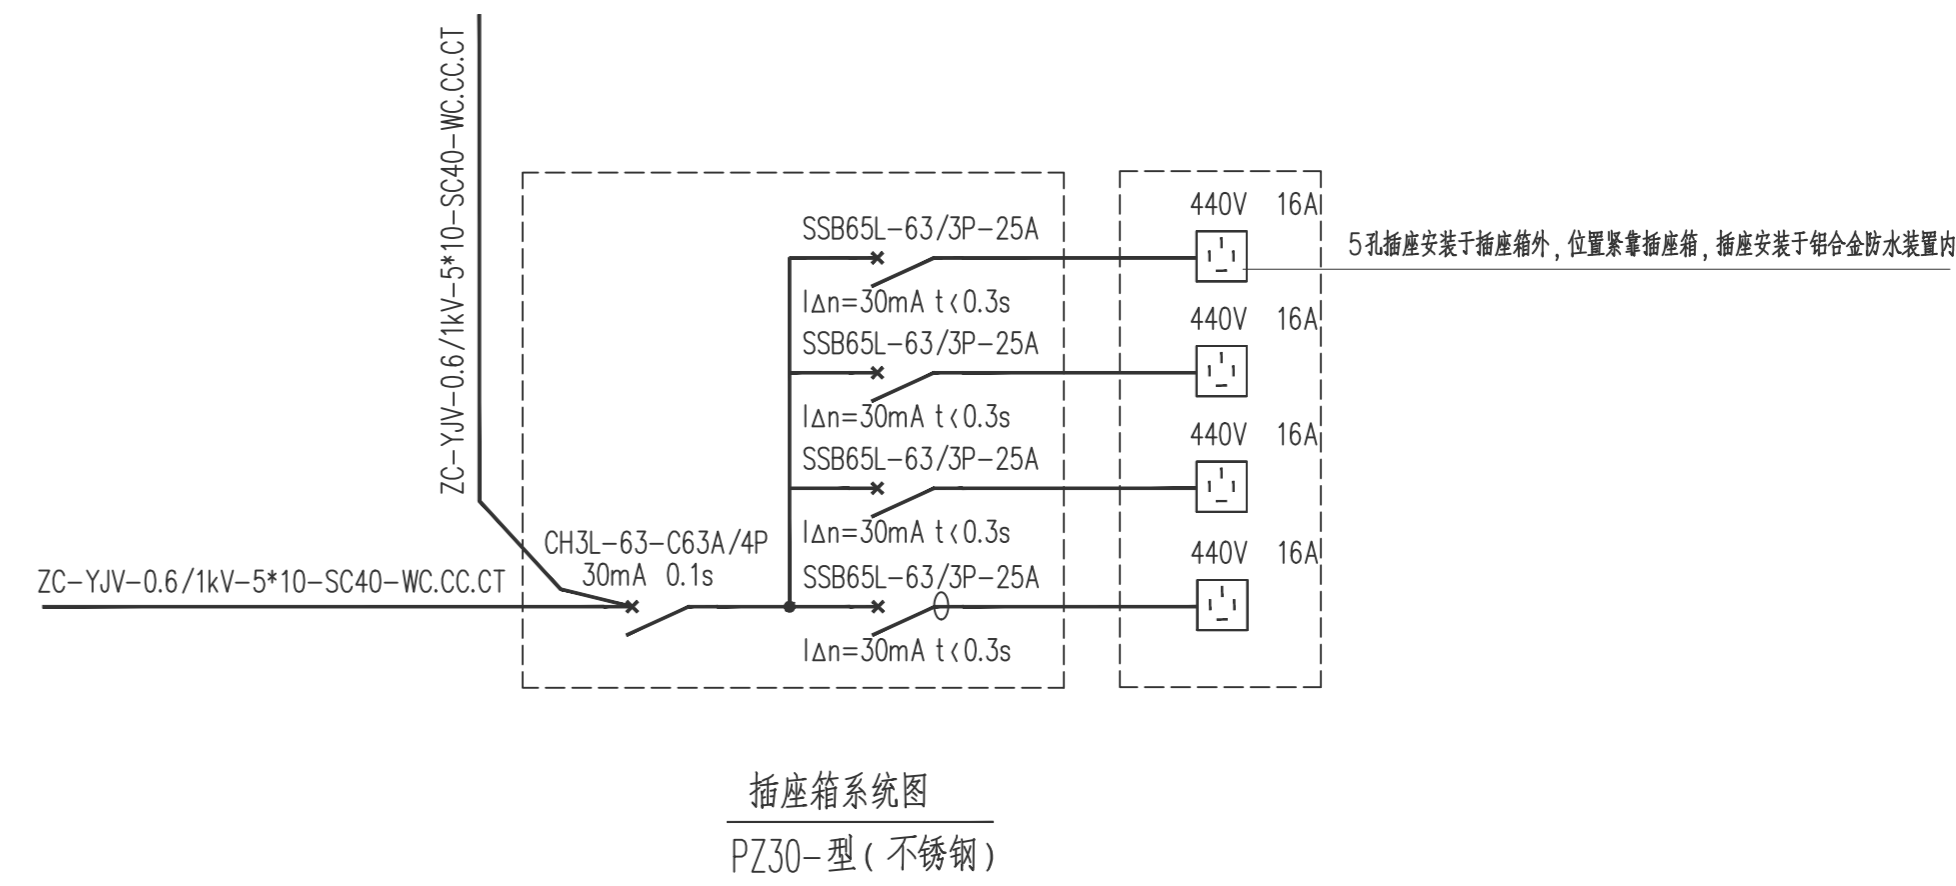 ZC-YJV-0.6/1kV-5*10-SC40-WC.CC.CT
440V 16A
SSB65L-63/3P-25A
5孔插座安装于插座箱外,位置紧靠插座箱,插座安装于铝合金防水装置内
I∆n=30mA t<0.3s
440V 16A
SSB65L-63/3P-25A
I∆n=30mA t<0.3s
440V 16A
SSB65L-63/3P-25A
I∆n=30mA t<0.3s
440V 16A
CH3L-63-C63A/4P
30mA 0.1s
ZC-YJV-0.6/1kV-5*10-SC40-WC.CC.CT
SSB65L-63/3P-25A
I∆n=30mA t<0.3s
插座箱系统图
PZ30-型(不锈钢)